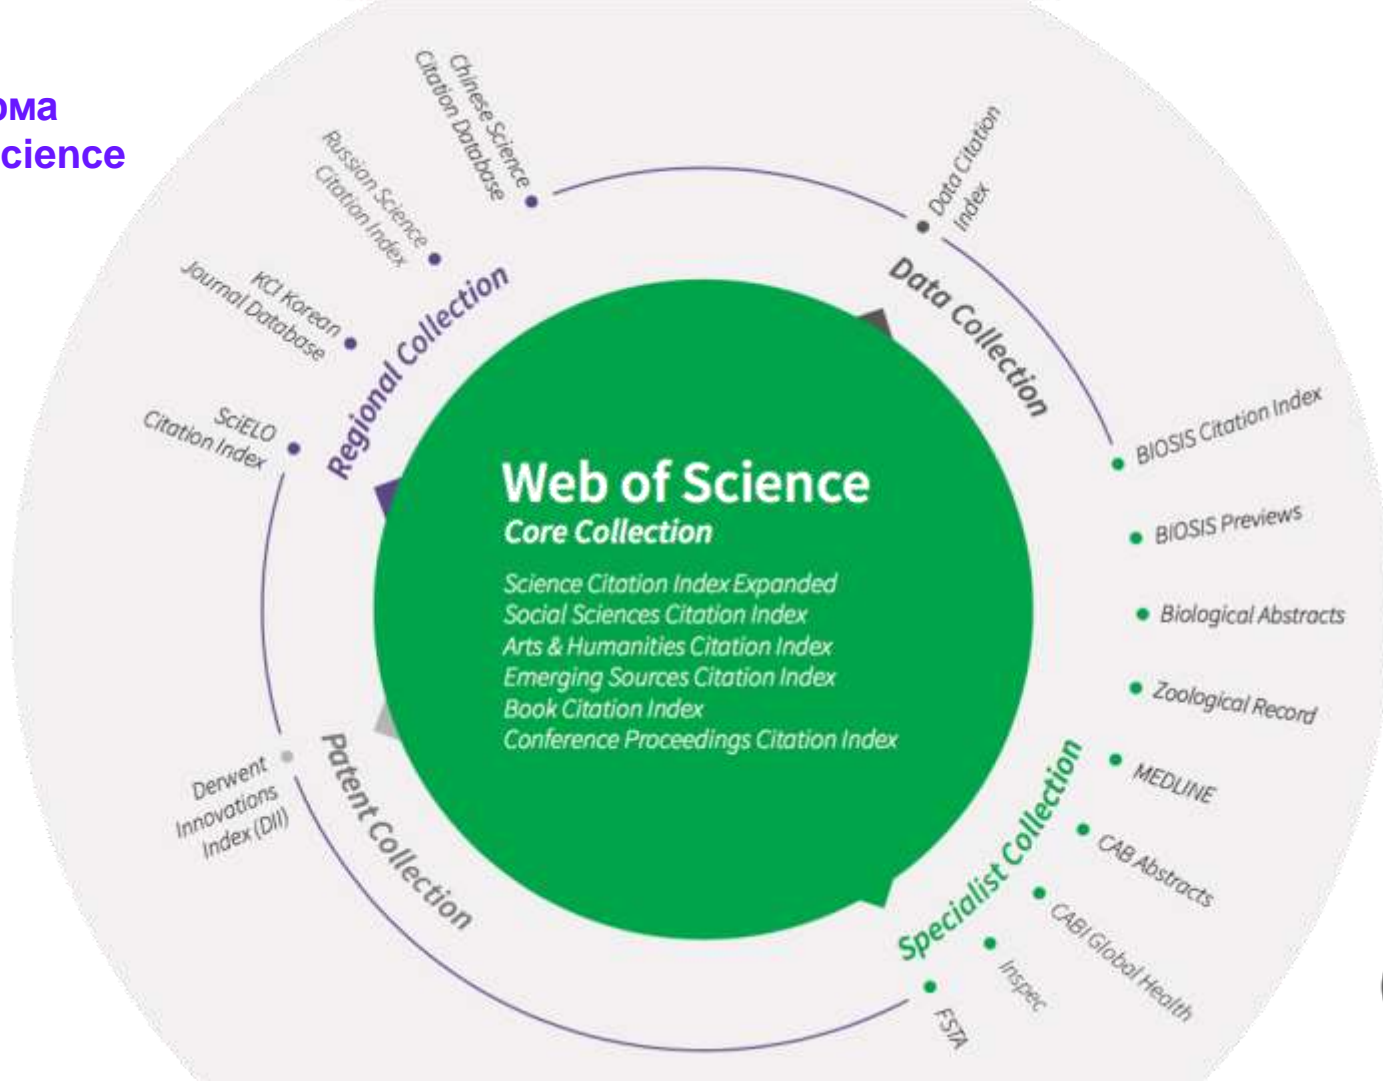 ома
cience
Chinese Science
Citation Database
Russian Science
Citation Index
KCI Korean
Journal Database
SciELO
Citation Index
Regional Collection
Data Citation
Index
Data Collection
Web of Science
Core Collection
Science Citation Index Expanded
Social Sciences Citation Index
Arts & Humanities Citation Index
Emerging Sources Citation Index
Book Citation Index
Conference Proceedings Citation Index
BIOSIS Citation Index
BIOSIS Previews
Biological Abstracts
Zoological Record
MEDLINE
CAB Abstracts
CABI Global Health
Inspec
FSTA
Specialist Collection
Derwent
Innovations
Index (DII)
Patent Collection